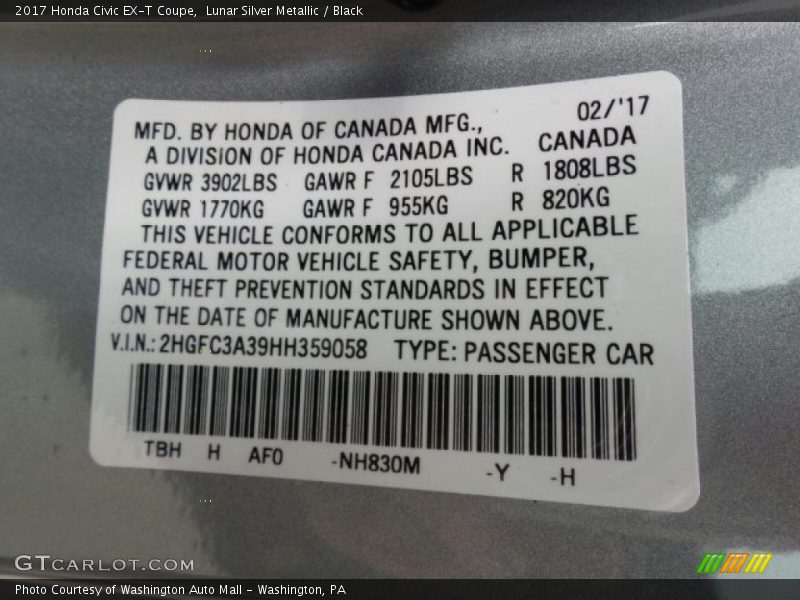 2017 Honda Civic EX-T Coupe, Lunar Silver Metallic / Black
02/'17
MFD. BY HONDA OF CANADA MFG.,
A DIVISION OF HONDA CANADA INC. CANADA
GVWR 3902LBS GAWR F 2105LBS R 1808LBS
GVWR 1770KG GAWR F 955KG R 820KG
THIS VEHICLE CONFORMS TO ALL APPLICABLE
FEDERAL MOTOR VEHICLE SAFETY, BUMPER,
AND THEFT PREVENTION STANDARDS IN EFFECT
ON THE DATE OF MANUFACTURE SHOWN ABOVE.
V.I.N.: 2HGFC3A39HH359058 TYPE: PASSENGER CAR
TBH H AF0 -NH830M -Y -H
GTCARLOT.COM
Photo Courtesy of Washington Auto Mall - Washington, PA